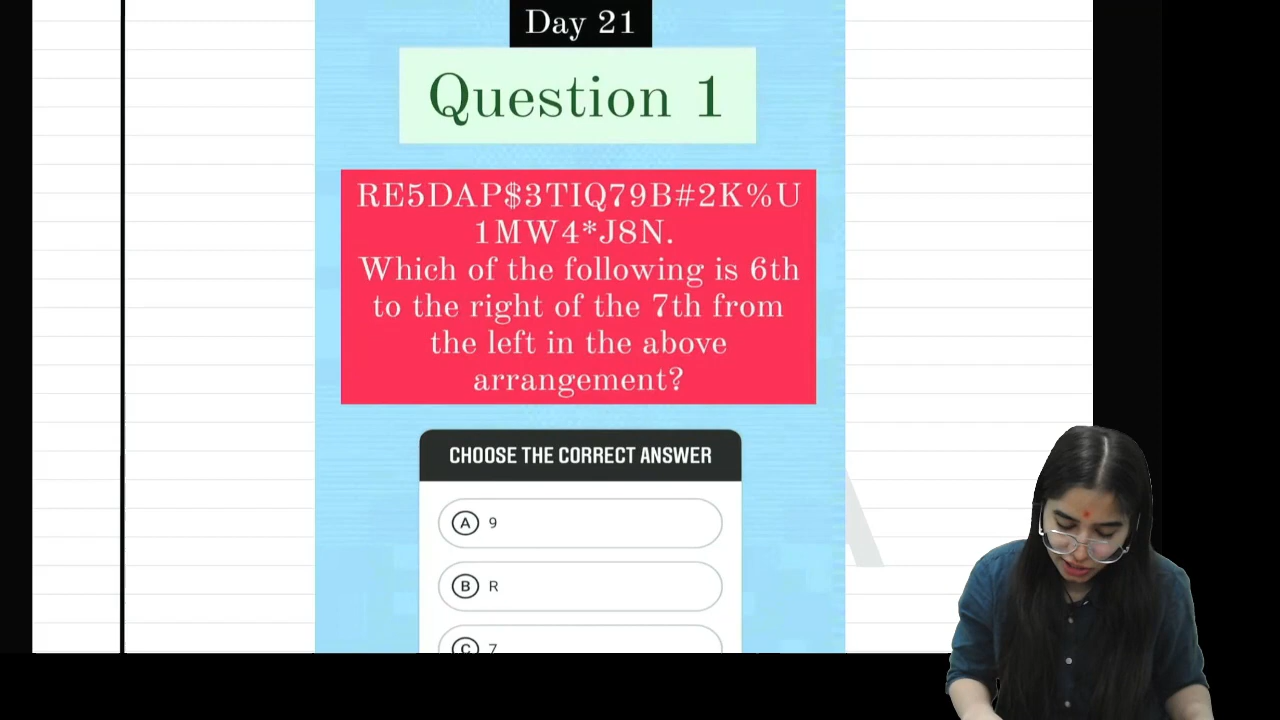 Day 21
Question 1
RE5DAP$3TIQ79B#2K%U
1MW4*J8N.
Which of the following is 6th
to the right of the 7th from
the left in the above
arrangement?
CHOOSE THE CORRECT ANSWER
A 9
B R
C 7